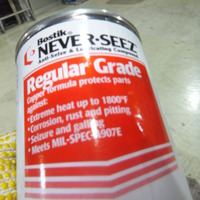 Bostik
NEVER-SEEZ®
Anti-Seize & Lubricating Compound
Regular Grade
Copper formula protects parts
against:
*Extreme heat up to 1800°F
*Corrosion, rust and pitting
*Seizure and galling
*Meets MIL-SPEC-A907E